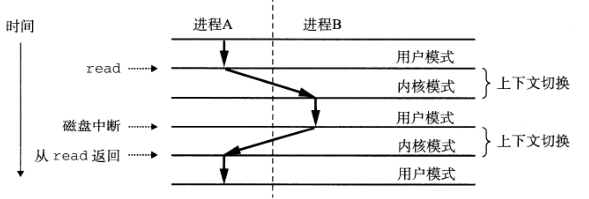 时间
进程A 进程B
用户模式
read
内核模式
上下文切换
用户模式
磁盘中断
内核模式
上下文切换
从 read 返回
用户模式